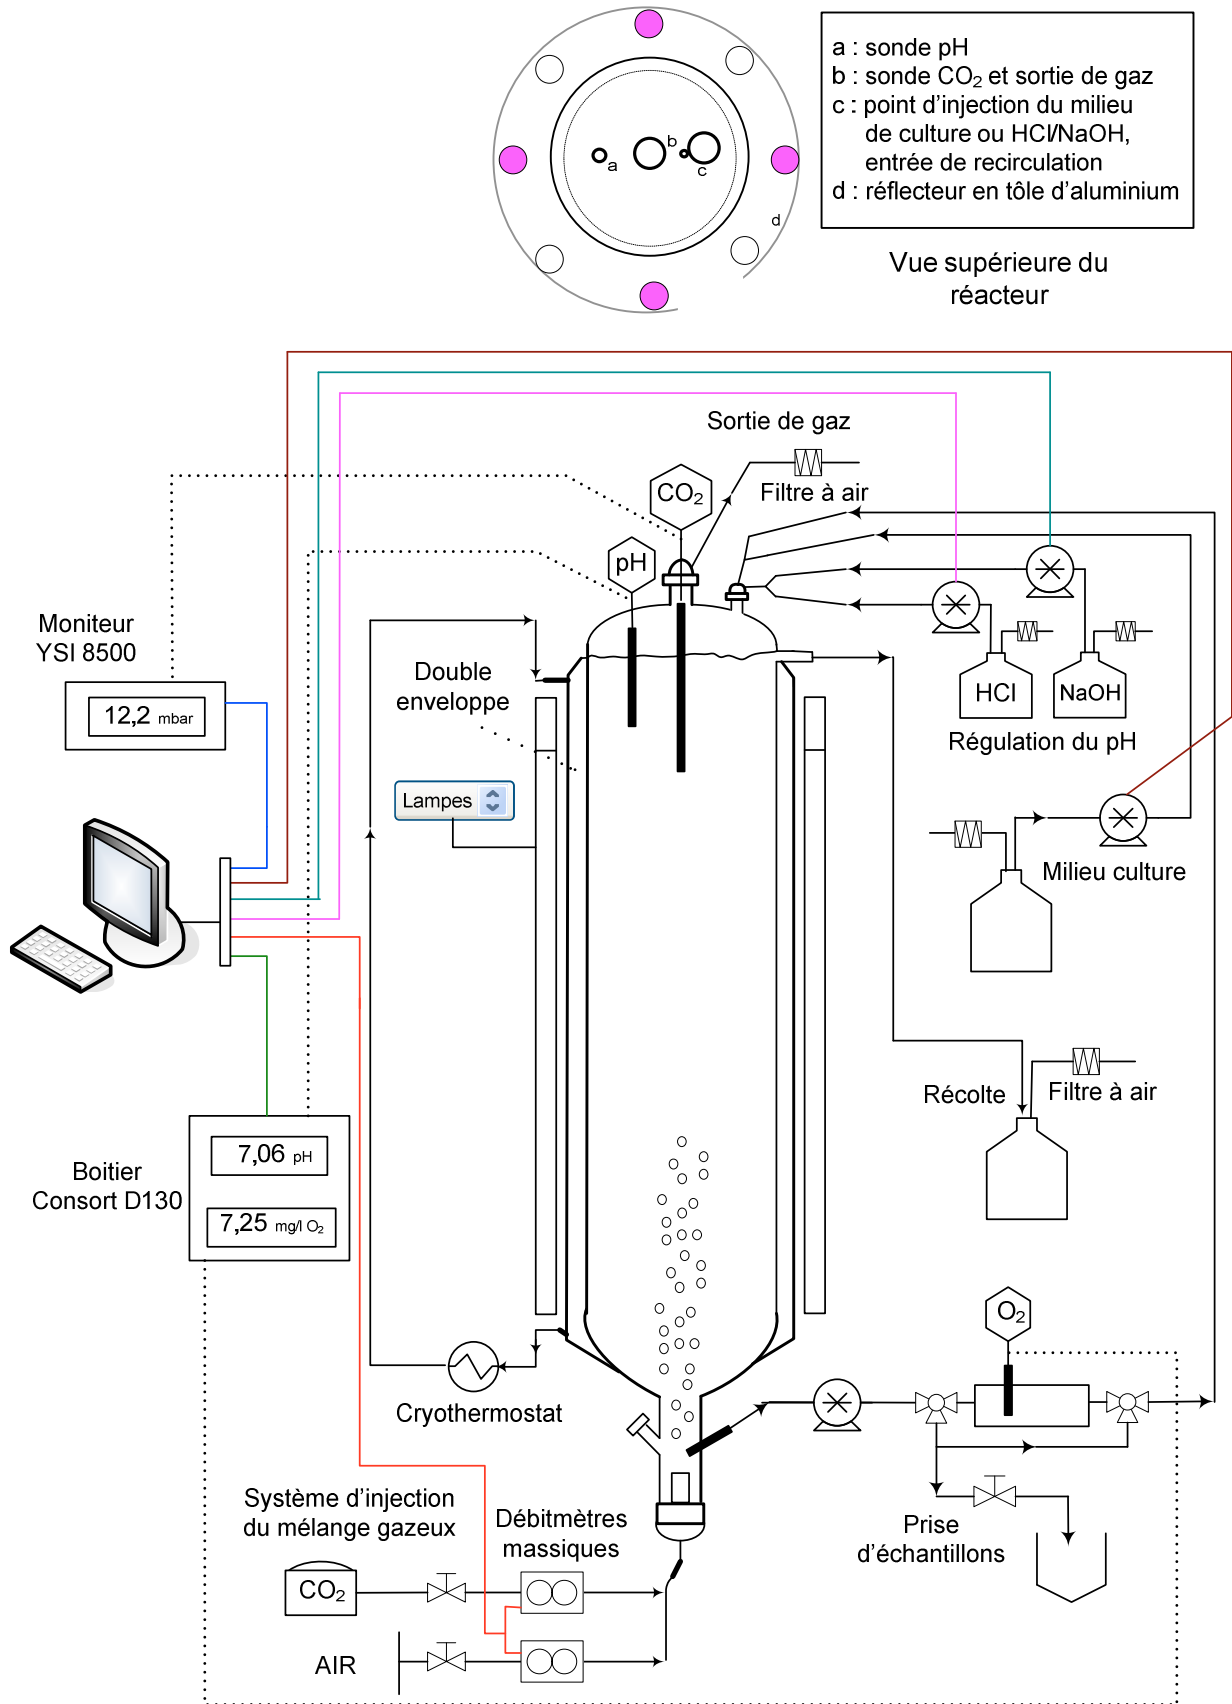 a : sonde pH
b : sonde CO₂ et sortie de gaz
c : point d'injection du milieu
de culture ou HCl/NaOH,
entrée de recirculation
d : réflecteur en tôle d'aluminium
a
b
c
d
Vue supérieure du
réacteur
Sortie de gaz
CO₂
Filtre à air
pH
Moniteur
YSI 8500
12,2 mbar
Double
enveloppe
HCl
NaOH
Régulation du pH
Lampes
Milieu culture
Récolte
Filtre à air
Boitier
Consort D130
7,06 pH
7,25 mg/l O₂
O₂
Cryothermostat
Système d'injection
du mélange gazeux
Débitmètres
massiques
Prise
d'échantillons
CO₂
AIR